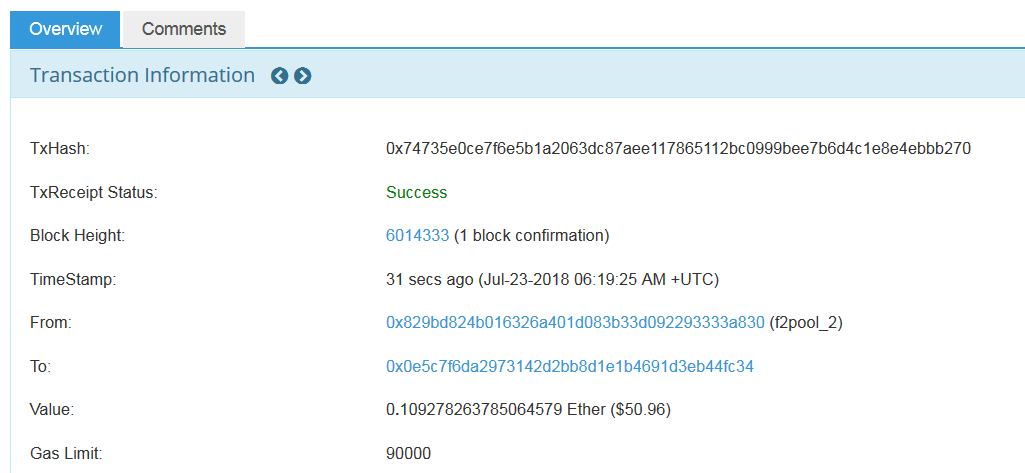 Overview Comments
Transaction Information
TxHash: 0x74735e0ce7f6e5b1a2063dc87aee117865112bc0999bee7b6d4c1e8e4ebbb270
TxReceipt Status: Success
Block Height: 6014333 (1 block confirmation)
TimeStamp: 31 secs ago (Jul-23-2018 06:19:25 AM +UTC)
From: 0x829bd824b016326a401d083b33d092293333a830 (f2pool_2)
To: 0x0e5c7f6da2973142d2bb8d1e1b4691d3eb44fc34
Value: 0.109278263785064579 Ether ($50.96)
Gas Limit: 90000